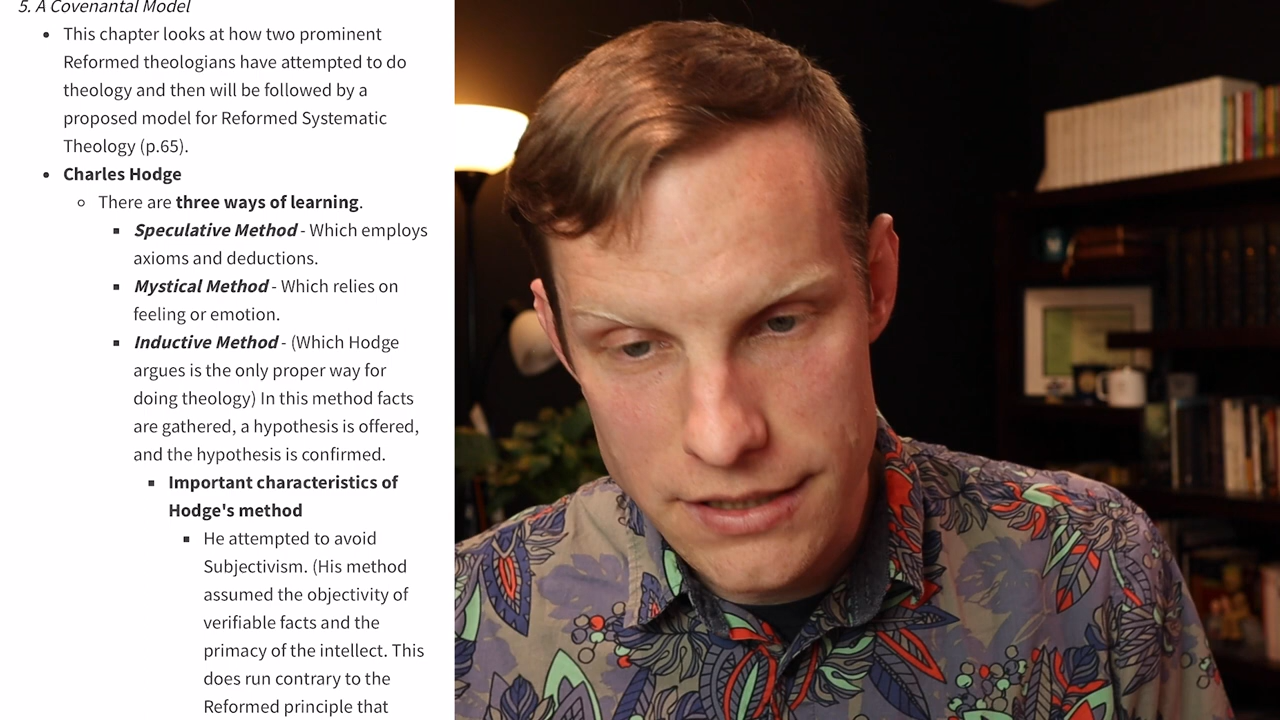 5. A Covenantal Model
• This chapter looks at how two prominent
Reformed theologians have attempted to do
theology and then will be followed by a
proposed model for Reformed Systematic
Theology (p.65).
• Charles Hodge
○ There are three ways of learning.
▪ Speculative Method - Which employs
axioms and deductions.
▪ Mystical Method - Which relies on
feeling or emotion.
▪ Inductive Method - (Which Hodge
argues is the only proper way for
doing theology) In this method facts
are gathered, a hypothesis is offered,
and the hypothesis is confirmed.
▪ Important characteristics of
Hodge's method
▪ He attempted to avoid
Subjectivism. (His method
assumed the objectivity of
verifiable facts and the
primacy of the intellect. This
does run contrary to the
Reformed principle that